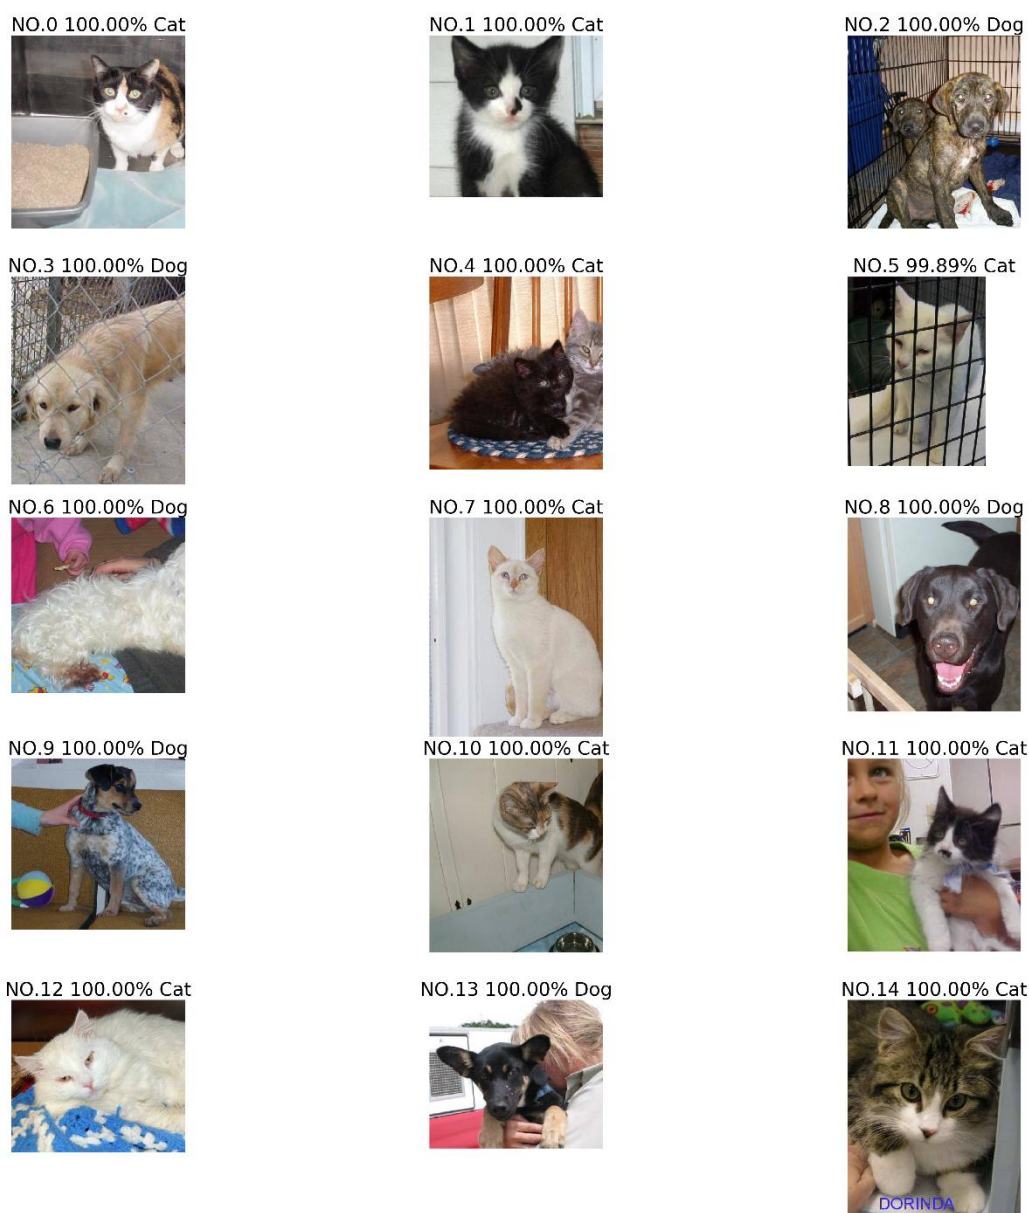 NO.0 100.00% Cat
NO.1 100.00% Cat
NO.2 100.00% Dog
NO.3 100.00% Dog
NO.4 100.00% Cat
NO.5 99.89% Cat
NO.6 100.00% Dog
NO.7 100.00% Cat
NO.8 100.00% Dog
NO.9 100.00% Dog
NO.10 100.00% Cat
NO.11 100.00% Cat
NO.12 100.00% Cat
NO.13 100.00% Dog
NO.14 100.00% Cat
DORINDA